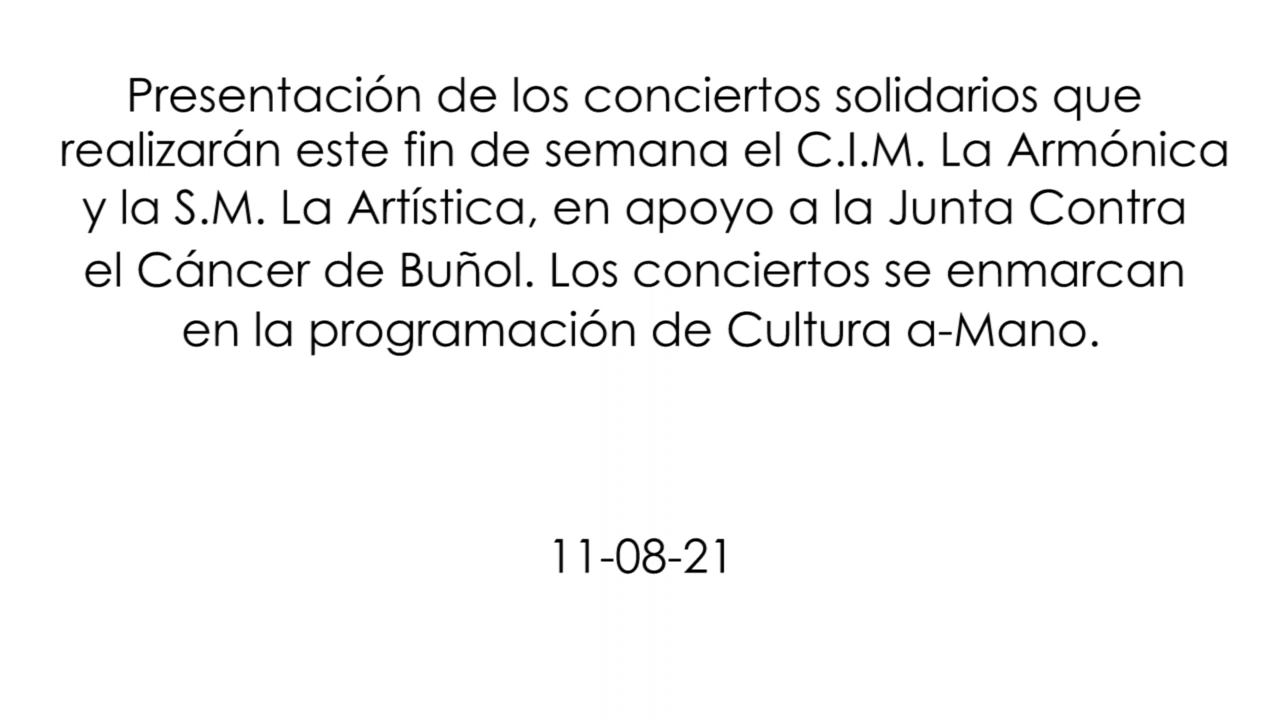 Presentación de los conciertos solidarios que
realizarán este fin de semana el C.I.M. La Armónica
y la S.M. La Artística, en apoyo a la Junta Contra
el Cáncer de Buñol. Los conciertos se enmarcan
en la programación de Cultura a-Mano.
11-08-21